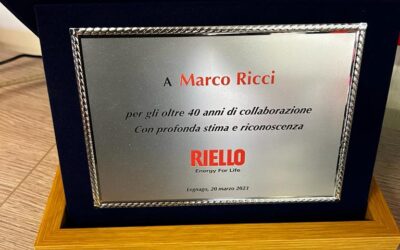 A Marco Ricci
per gli oltre 40 anni di collaborazione
Con profonda stima e riconoscenza
RIELLO
Energy For Life
Legnago, 20 marzo 2023